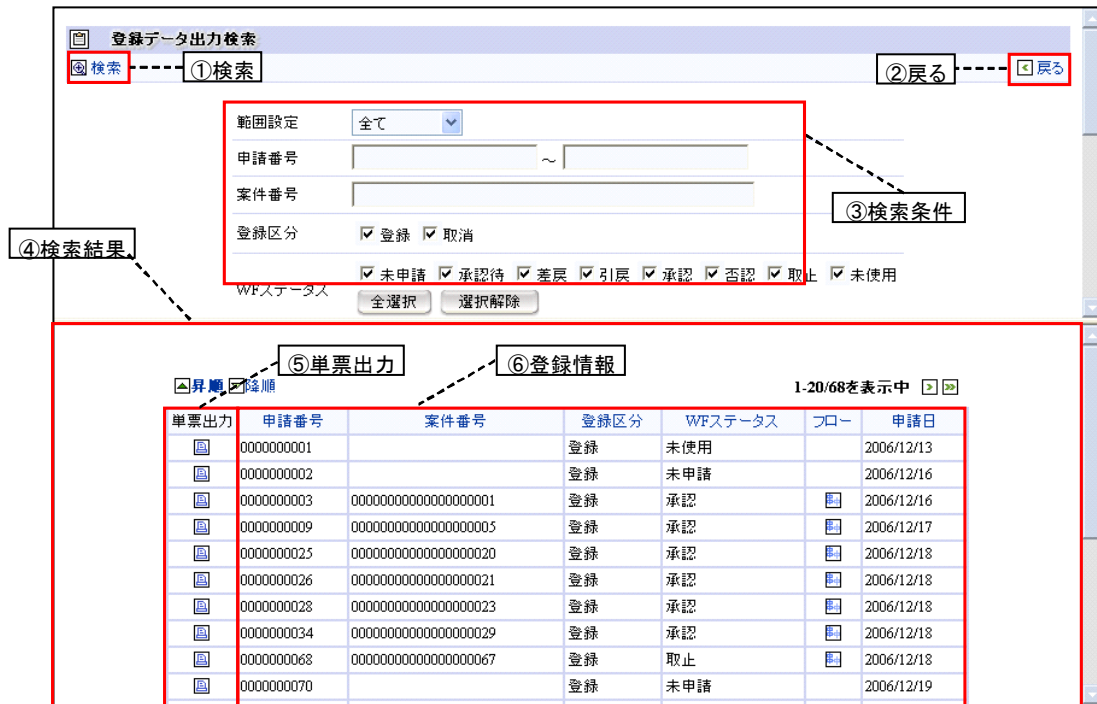 登録データ出力検索
検索 ①検索 ②戻る 戻る
範囲設定 全て
申請番号 ～
案件番号
③検索条件
登録区分 登録 取消
④検索結果
未申請 承認待 差戻 引戻 承認 否認 取止 未使用
WFステータス
全選択 選択解除
⑤単票出力 ⑥登録情報
昇順 降順 1-20/68を表示中
単票出力 申請番号 案件番号 登録区分 WFステータス フロー 申請日
0000000001 登録 未使用 2006/12/13
0000000002 登録 未申請 2006/12/16
0000000003 00000000000000000001 登録 承認 2006/12/16
0000000009 00000000000000000005 登録 承認 2006/12/17
0000000025 00000000000000000020 登録 承認 2006/12/18
0000000026 00000000000000000021 登録 承認 2006/12/18
0000000028 00000000000000000023 登録 承認 2006/12/18
0000000034 00000000000000000029 登録 承認 2006/12/18
0000000068 00000000000000000067 登録 取止 2006/12/18
0000000070 登録 未申請 2006/12/19